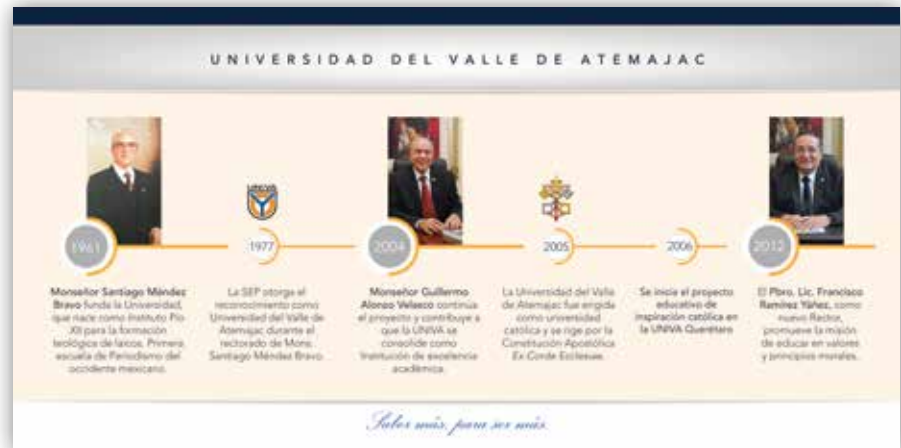 UNIVERSIDAD DEL VALLE DE ATEMAJAC
UNIVA
1961
1977
2004
2005
2006
2012
Monseñor Santiago Méndez
Bravo funda la Universidad,
que nace como Instituto Pío
XII para la formación
teológica de laicos. Primera
escuela de Periodismo del
occidente mexicano.
La SEP otorga el
reconocimiento como
Universidad del Valle de
Atemajac durante el
rectorado de Mons.
Santiago Méndez Bravo.
Monseñor Guillermo
Alonso Velasco continúa
el proyecto y contribuye a
que la UNIVA se
consolide como
Institución de excelencia
académica.
La Universidad del Valle
de Atemajac fue erigida
como universidad
católica y se rige por la
Constitución Apostólica
Ex Corde Ecclesiae.
Se inicia el proyecto
educativo de
inspiración católica en
la UNIVA Querétaro
El Pbro. Lic. Francisco
Ramírez Yáñez, como
nuevo Rector,
promueve la misión
de educar en valores
y principios morales.
Saber más, para ser más.